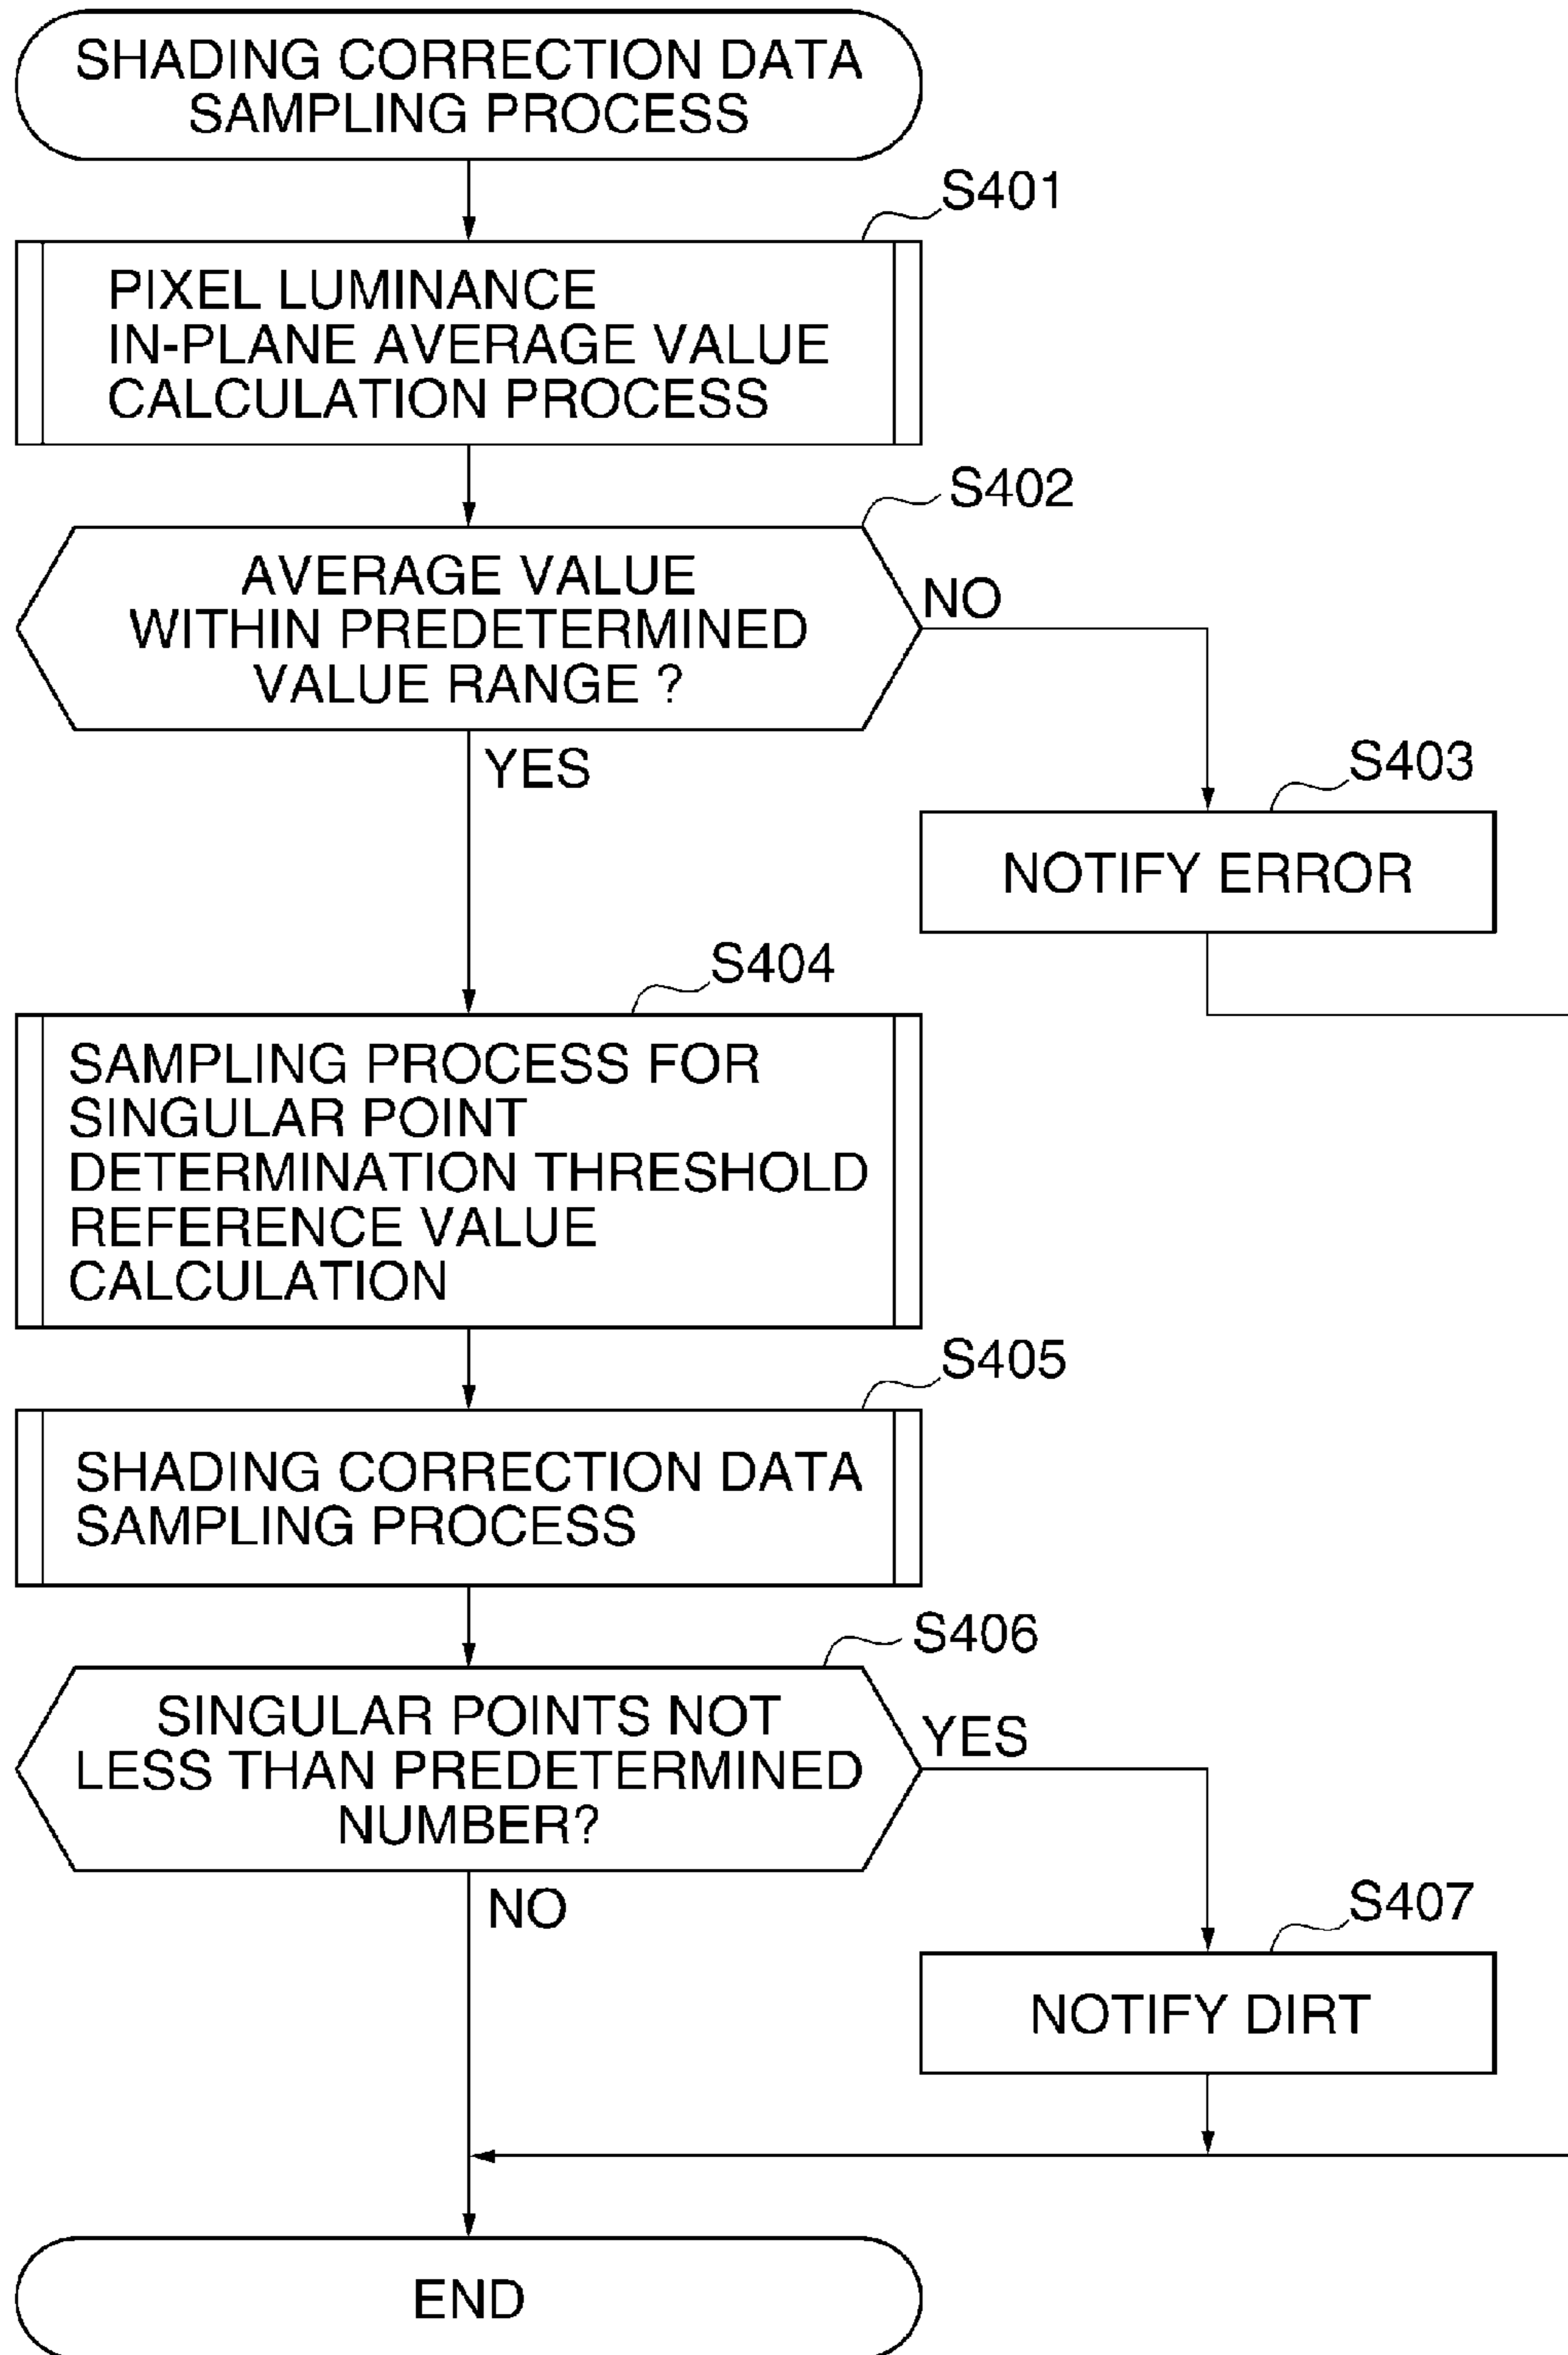 SHADING CORRECTION DATA
SAMPLING PROCESS
S401
PIXEL LUMINANCE
IN-PLANE AVERAGE VALUE
CALCULATION PROCESS
S402
AVERAGE VALUE
WITHIN PREDETERMINED
VALUE RANGE ?
NO
YES
S403
NOTIFY ERROR
S404
SAMPLING PROCESS FOR
SINGULAR POINT
DETERMINATION THRESHOLD
REFERENCE VALUE
CALCULATION
S405
SHADING CORRECTION DATA
SAMPLING PROCESS
S406
SINGULAR POINTS NOT
LESS THAN PREDETERMINED
NUMBER?
YES
NO
S407
NOTIFY DIRT
END